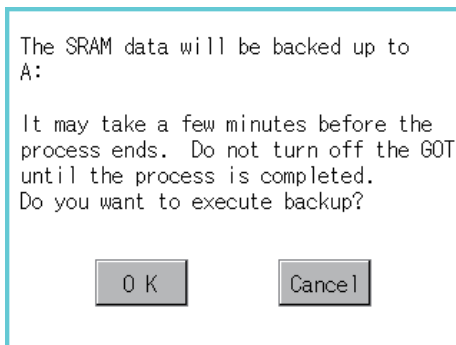 The SRAM data will be backed up to
A:
It may take a few minutes before the
process ends. Do not turn off the GOT
until the process is completed.
Do you want to execute backup?
O K Cancel